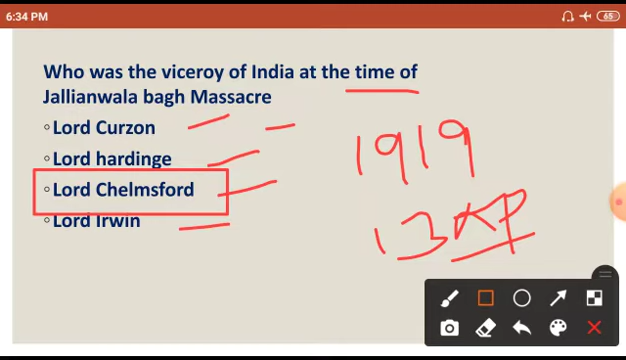 6:34 PM
65
Who was the viceroy of India at the time of
Jallianwala bagh Massacre
Lord Curzon
Lord hardinge
Lord Chelmsford
Lord Irwin
1919
13 AP